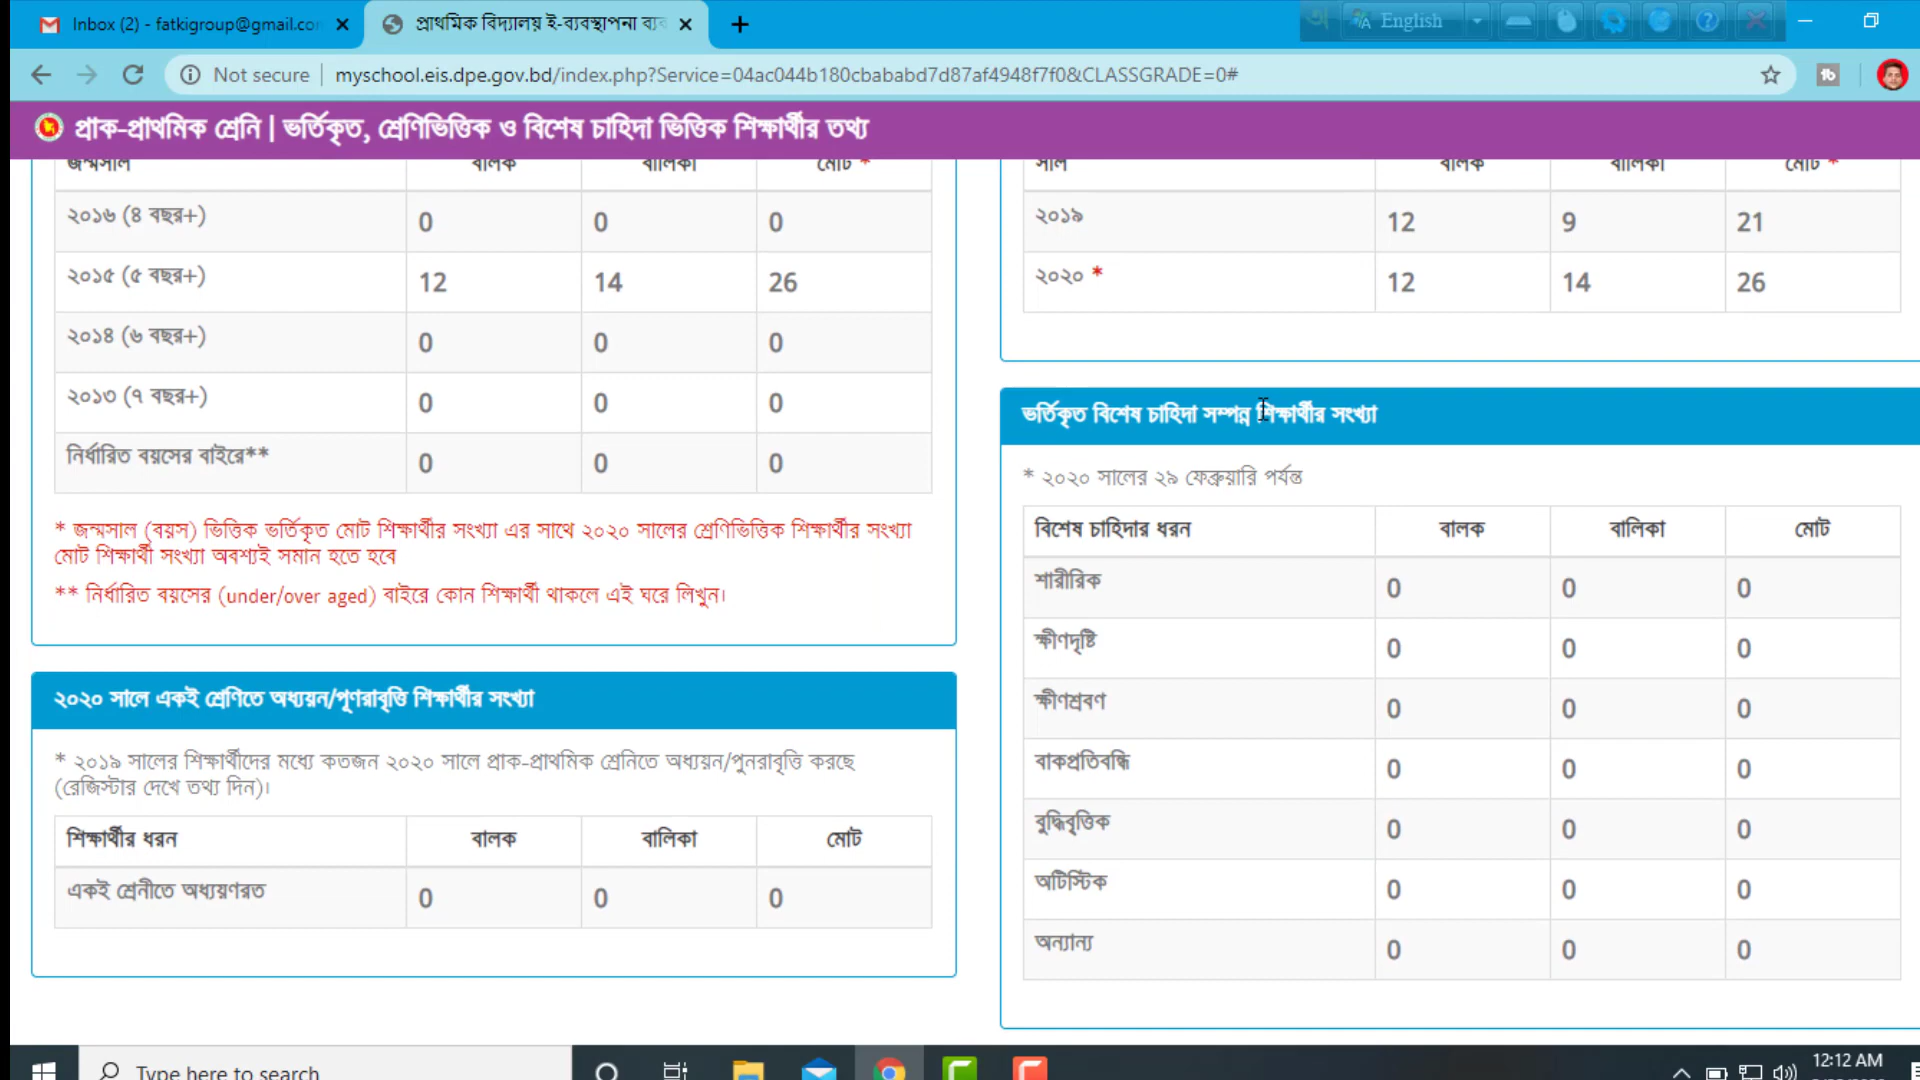 Inbox (2) - fatkigroup@gmail.co
প্রাথমিক বিদ্যালয় ই-ব্যবস্থাপনা ব্যব
English
Not secure
myschool.eis.dpe.gov.bd/index.php?Service=04ac044b180cbababd7d87af4948f7f0&CLASSGRADE=0#
প্রাক-প্রাথমিক শ্রেনি | ভর্তিকৃত, শ্রেণিভিত্তিক ও বিশেষ চাহিদা ভিত্তিক শিক্ষার্থীর তথ্য
জন্মসাল বালক বালিকা মোট *
২০১৬ (৪ বছর+) 0 0 0
২০১৫ (৫ বছর+) 12 14 26
২০১৪ (৬ বছর+) 0 0 0
২০১৩ (৭ বছর+) 0 0 0
নির্ধারিত বয়সের বাইরে** 0 0 0
* জন্মসাল (বয়স) ভিত্তিক ভর্তিকৃত মোট শিক্ষার্থীর সংখ্যা এর সাথে ২০২০ সালের শ্রেণিভিত্তিক শিক্ষার্থীর সংখ্যা
মোট শিক্ষার্থী সংখ্যা অবশ্যই সমান হতে হবে
** নির্ধারিত বয়সের (under/over aged) বাইরে কোন শিক্ষার্থী থাকলে এই ঘরে লিখুন।
২০২০ সালে একই শ্রেণিতে অধ্যয়ন/পূণরাবৃত্তি শিক্ষার্থীর সংখ্যা
* ২০১৯ সালের শিক্ষার্থীদের মধ্যে কতজন ২০২০ সালে প্রাক-প্রাথমিক শ্রেনিতে অধ্যয়ন/পুনরাবৃত্তি করছে
(রেজিস্টার দেখে তথ্য দিন)।
শিক্ষার্থীর ধরন বালক বালিকা মোট
একই শ্রেনীতে অধ্যয়ণরত 0 0 0
সাল বালক বালিকা মোট *
২০১৯ 12 9 21
২০২০ * 12 14 26
ভর্তিকৃত বিশেষ চাহিদা সম্পন্ন শিক্ষার্থীর সংখ্যা
* ২০২০ সালের ২৯ ফেব্রুয়ারি পর্যন্ত
বিশেষ চাহিদার ধরন বালক বালিকা মোট
শারীরিক 0 0 0
ক্ষীণদৃষ্টি 0 0 0
ক্ষীণশ্রবণ 0 0 0
বাকপ্রতিবন্ধি 0 0 0
বুদ্ধিবৃত্তিক 0 0 0
অটিস্টিক 0 0 0
অন্যান্য 0 0 0
Type here to search
12:12 AM